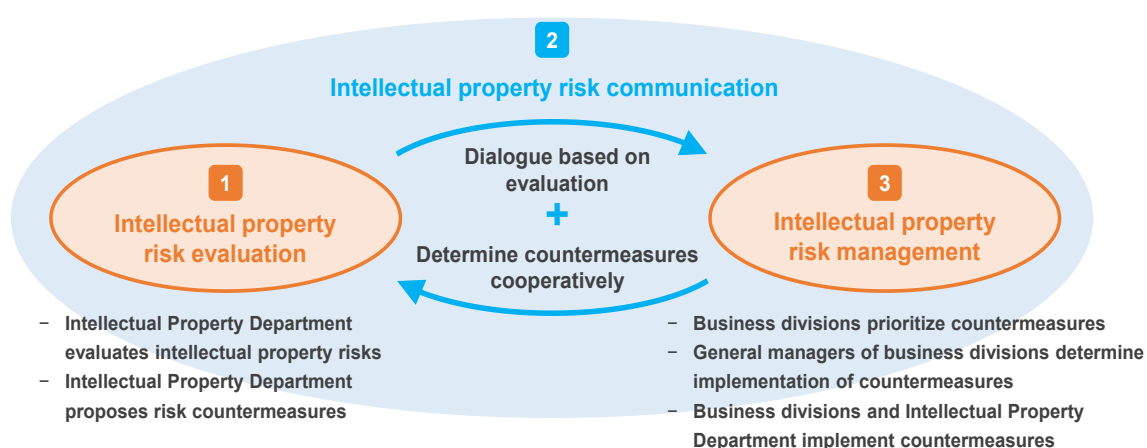 2
Intellectual property risk communication
Dialogue based on
evaluation
+
Determine countermeasures
cooperatively
1
Intellectual property
risk evaluation
3
Intellectual property
risk management
– Intellectual Property Department
evaluates intellectual property risks
– Intellectual Property Department
proposes risk countermeasures
– Business divisions prioritize countermeasures
– General managers of business divisions determine
implementation of countermeasures
– Business divisions and Intellectual Property
Department implement countermeasures